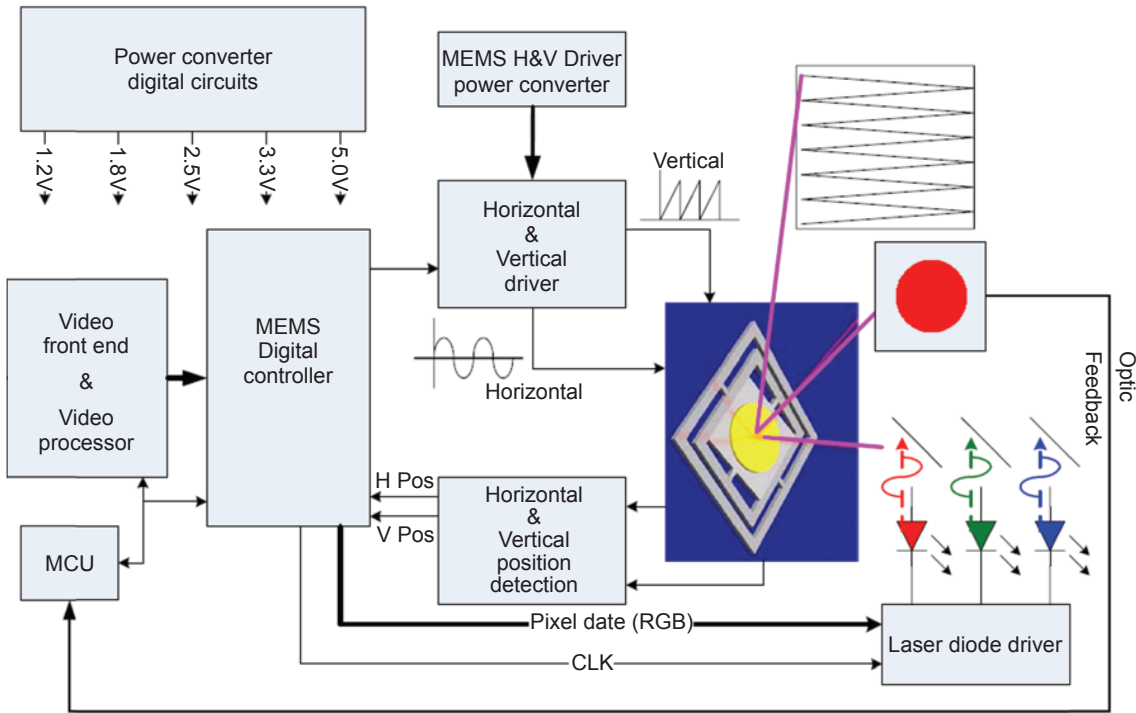 Power converter
digital circuits
1.2V
1.8V
2.5V
3.3V
5.0V
MEMS H&V Driver
power converter
Vertical
Horizontal
&
Vertical
driver
Video
front end
&
Video
processor
MEMS
Digital
controller
Horizontal
Optic
Feedback
H Pos
V Pos
Horizontal
&
Vertical
position
detection
MCU
Pixel date (RGB)
Laser diode driver
CLK